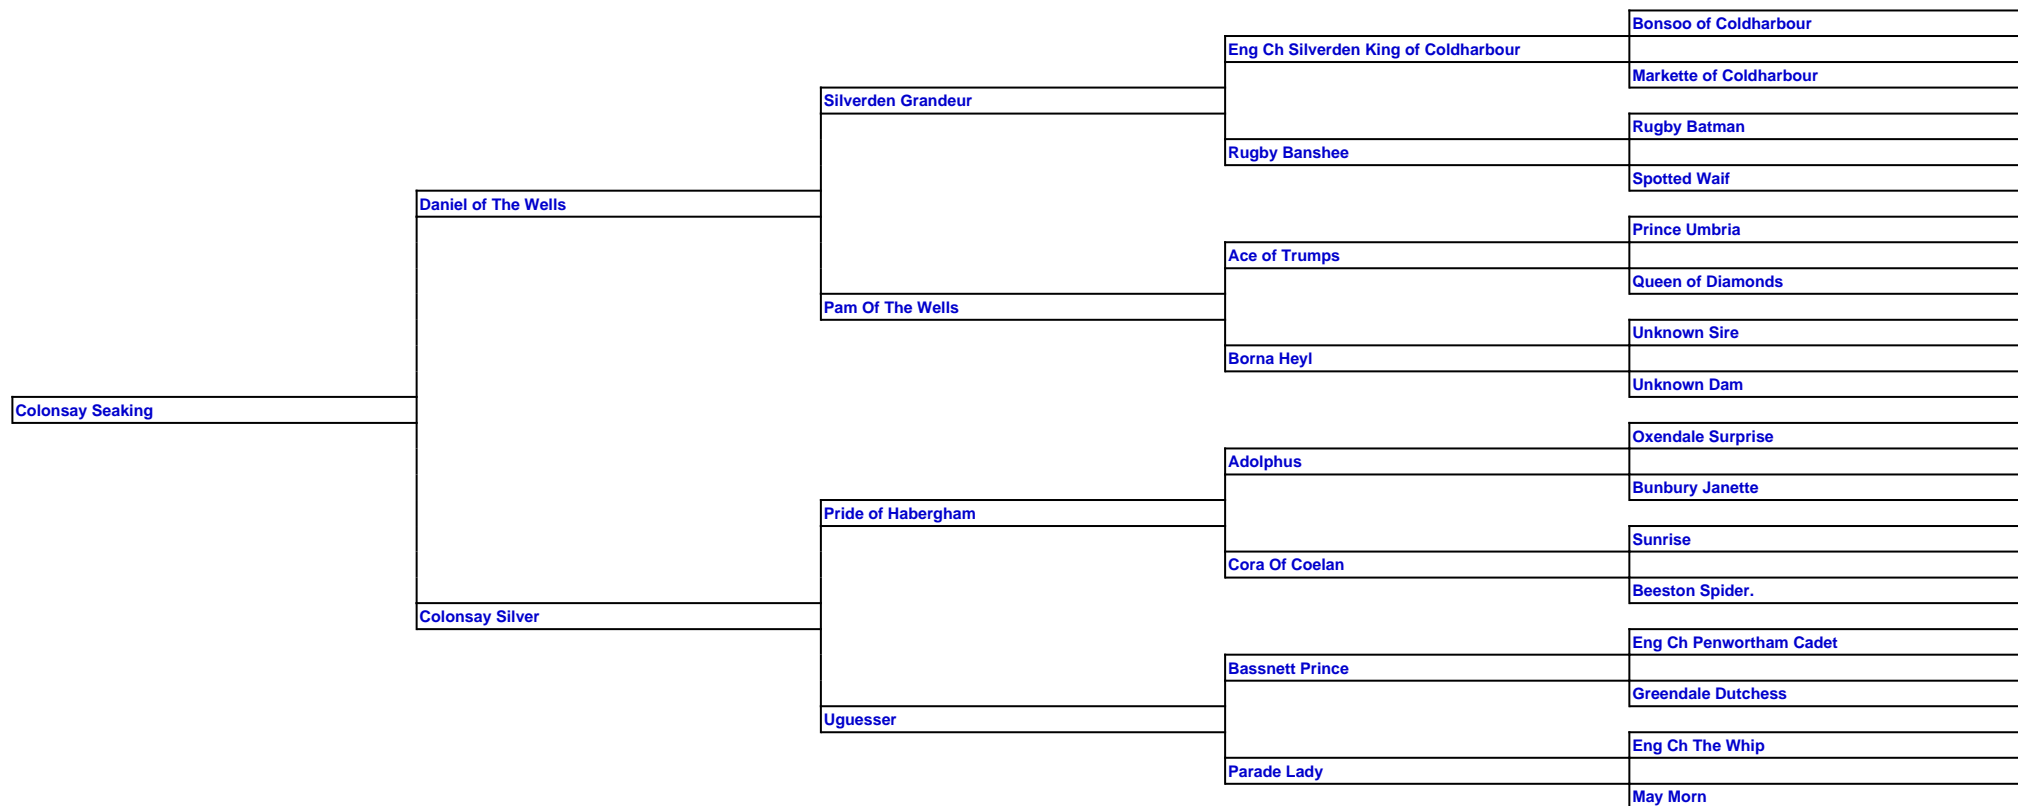 Bonsoo of Coldharbour
Eng Ch Silverden King of Coldharbour
Markette of Coldharbour
Silverden Grandeur
Rugby Batman
Rugby Banshee
Spotted Waif
Daniel of The Wells
Prince Umbria
Ace of Trumps
Queen of Diamonds
Pam Of The Wells
Unknown Sire
Borna Heyl
Unknown Dam
Colonsay Seaking
Oxendale Surprise
Adolphus
Bunbury Janette
Pride of Habergham
Sunrise
Cora Of Coelan
Beeston Spider.
Colonsay Silver
Eng Ch Penwortham Cadet
Bassnett Prince
Greendale Dutchess
Uguesser
Eng Ch The Whip
Parade Lady
May Morn